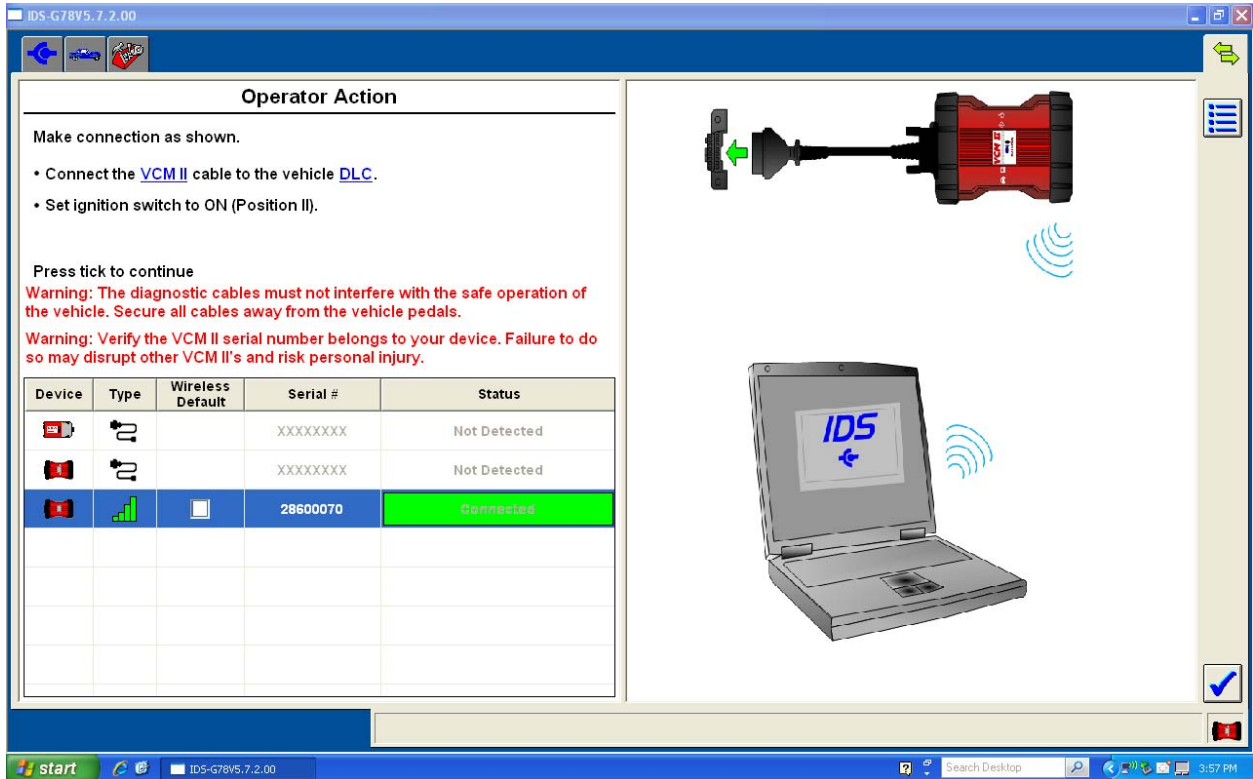 IDS-G78V5.7.2.00
Operator Action
Make connection as shown.
• Connect the VCM II cable to the vehicle DLC.
• Set ignition switch to ON (Position II).
Press tick to continue
Warning: The diagnostic cables must not interfere with the safe operation of
the vehicle. Secure all cables away from the vehicle pedals.
Warning: Verify the VCM II serial number belongs to your device. Failure to do
so may disrupt other VCM II's and risk personal injury.
Device Type Wireless Default Serial # Status
XXXXXXXX Not Detected
XXXXXXXX Not Detected
28600070 Connected
VCM II
IDS
start IDS-G78V5.7.2.00 Search Desktop 3:57 PM